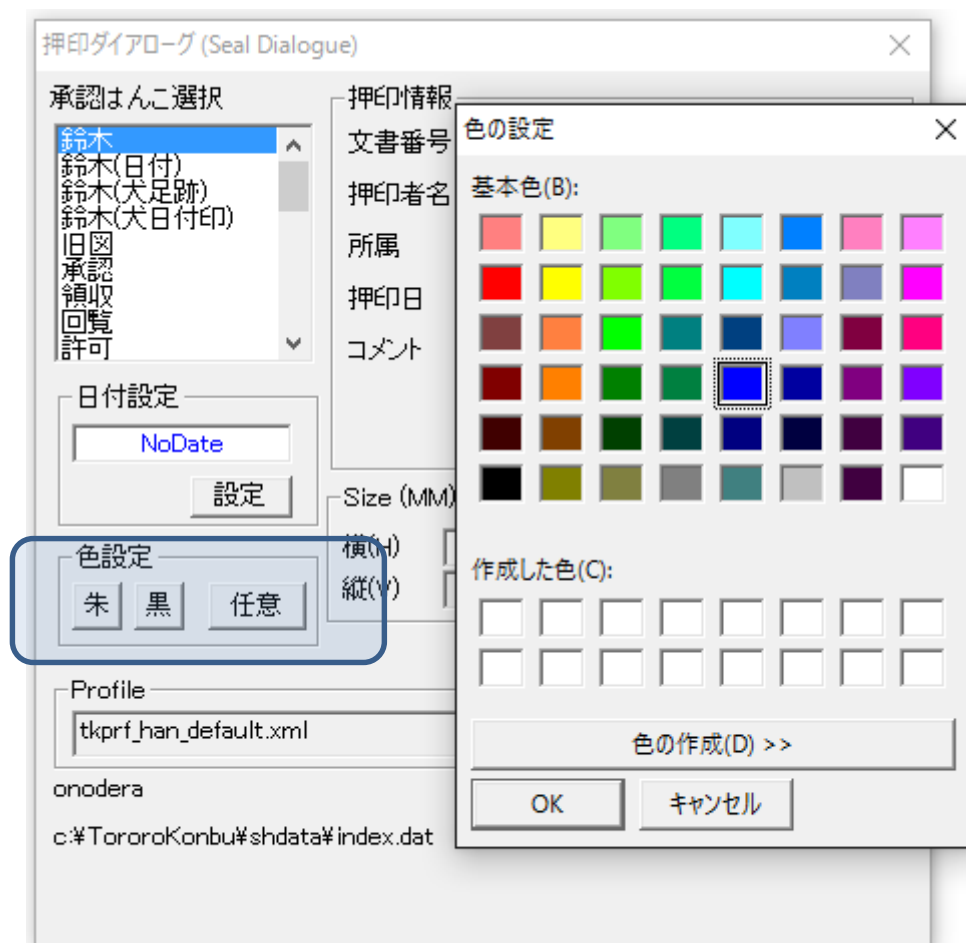 押印ダイアローグ (Seal Dialogue)
承認はんこ選択
鈴木
鈴木(日付)
鈴木(犬足跡)
鈴木(犬日付印)
旧図
承認
領収
回覧
許可
日付設定
NoDate
設定
色設定
朱
黒
任意
押印情報
文書番号
押印者名
所属
押印日
コメント
Size (MM)
横(H)
縦(V)
Profile
tkprf_han_default.xml
onodera
c:¥TororoKonbu¥shdata¥index.dat
色の設定
基本色(B):
作成した色(C):
色の作成(D) >>
OK
キャンセル